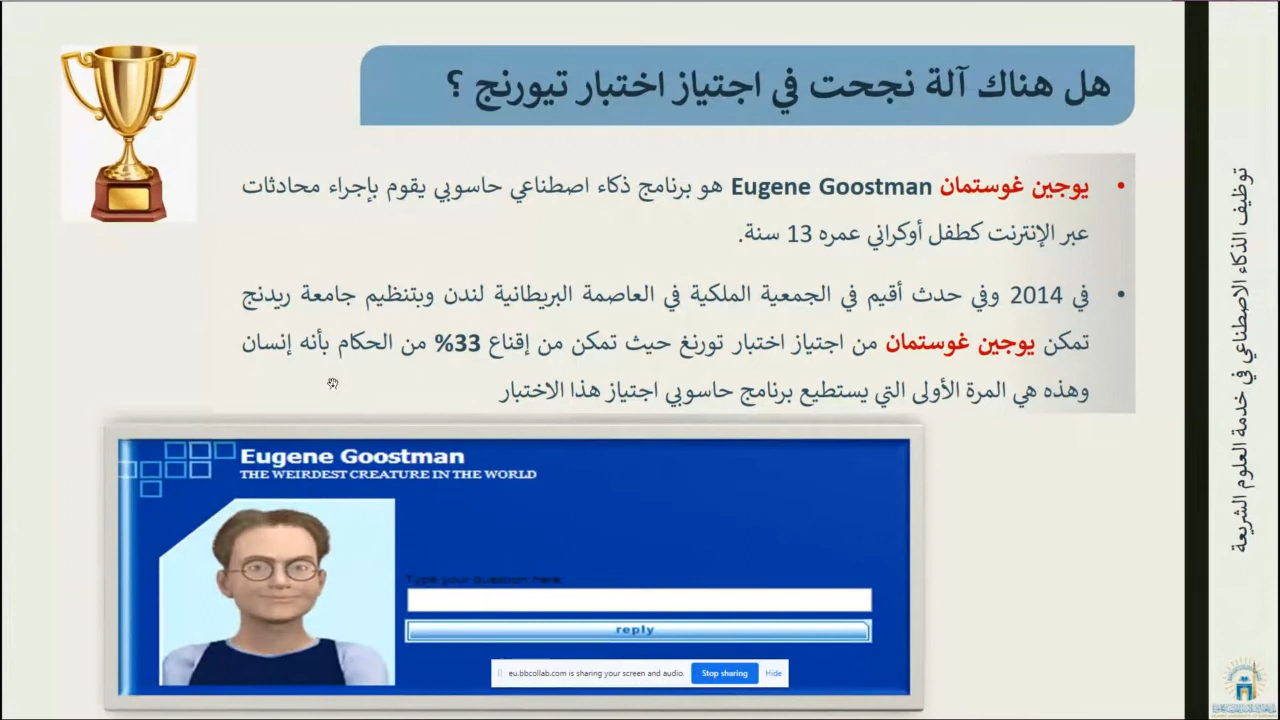 هل هناك آلة نجحت في اجتياز اختبار تيورنج ؟
• يوجين غوستمان Eugene Goostman هو برنامج ذكاء اصطناعي حاسوبي يقوم بإجراء محادثات
عبر الإنترنت كطفل أوكراني عمره 13 سنة.
• في 2014 وفي حدث أقيم في الجمعية الملكية في العاصمة البريطانية لندن وبتنظيم جامعة ريدنج
تمكن يوجين غوستمان من اجتياز اختبار تورنغ حيث تمكن من إقناع 33% من الحكام بأنه إنسان
وهذه هي المرة الأولى التي يستطيع برنامج حاسوبي اجتياز هذا الاختبار
توظيف الذكاء الاصطناعي في خدمة العلوم الشريعة
Eugene Goostman
THE WEIRDEST CREATURE IN THE WORLD
Type your question here:
reply
eu.bbcollab.com is sharing your screen and audio. Stop sharing Hide